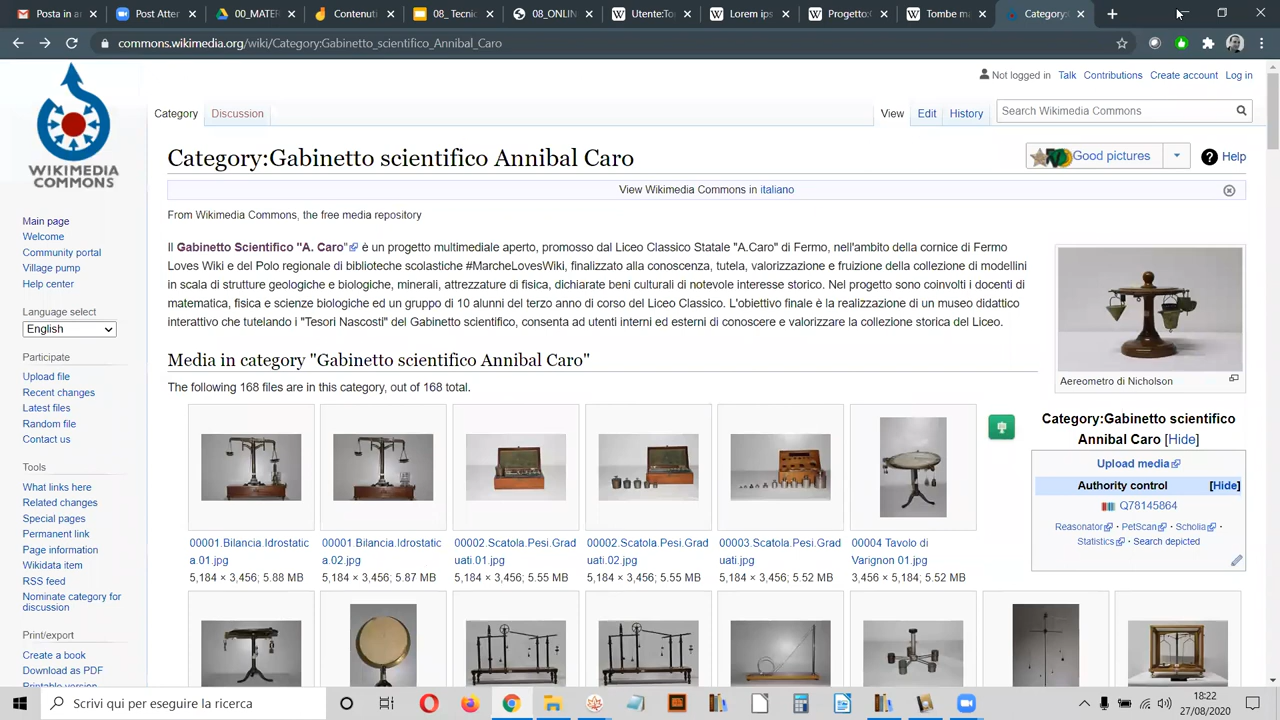 Posta in a
Post Atter
00_MATER
Contenuti
08_Tecnic
08_ONLIN
Utente:To
Lorem ips
Progetto:C
Tombe ma
Category:
commons.wikimedia.org/wiki/Category:Gabinetto_scientifico_Annibal_Caro
Not logged in Talk Contributions Create account Log in
Category Discussion View Edit History Search Wikimedia Commons
WIKIMEDIA
COMMONS
Category:Gabinetto scientifico Annibal Caro
Good pictures Help
View Wikimedia Commons in italiano
From Wikimedia Commons, the free media repository
Main page
Welcome
Community portal
Village pump
Help center
Language select
English
Participate
Upload file
Recent changes
Latest files
Random file
Contact us
Tools
What links here
Related changes
Special pages
Permanent link
Page information
Wikidata item
RSS feed
Nominate category for
discussion
Print/export
Create a book
Download as PDF
Printable version
Il Gabinetto Scientifico "A. Caro" è un progetto multimediale aperto, promosso dal Liceo Classico Statale "A.Caro" di Fermo, nell'ambito della cornice di Fermo
Loves Wiki e del Polo regionale di biblioteche scolastiche #MarcheLovesWiki, finalizzato alla conoscenza, tutela, valorizzazione e fruizione della collezione di modellini
in scala di strutture geologiche e biologiche, minerali, attrezzature di fisica, dichiarate beni culturali di notevole interesse storico. Nel progetto sono coinvolti i docenti di
matematica, fisica e scienze biologiche ed un gruppo di 10 alunni del terzo anno di corso del Liceo Classico. L'obiettivo finale è la realizzazione di un museo didattico
interattivo che tutelando i "Tesori Nascosti" del Gabinetto scientifico, consenta ad utenti interni ed esterni di conoscere e valorizzare la collezione storica del Liceo.
Aereometro di Nicholson
Media in category "Gabinetto scientifico Annibal Caro"
The following 168 files are in this category, out of 168 total.
00001.Bilancia.Idrostatic
a.01.jpg
5,184 × 3,456; 5.88 MB
00001.Bilancia.Idrostatic
a.02.jpg
5,184 × 3,456; 5.87 MB
00002.Scatola.Pesi.Grad
uati.01.jpg
5,184 × 3,456; 5.55 MB
00002.Scatola.Pesi.Grad
uati.02.jpg
5,184 × 3,456; 5.55 MB
00003.Scatola.Pesi.Grad
uati.jpg
5,184 × 3,456; 5.52 MB
00004 Tavolo di
Varignon 01.jpg
3,456 × 5,184; 5.52 MB
Category:Gabinetto scientifico
Annibal Caro [Hide]
Upload media
Authority control [Hide]
Q78145864
Reasonator · PetScan · Scholia ·
Statistics · Search depicted
Scrivi qui per eseguire la ricerca
18:22
27/08/2020